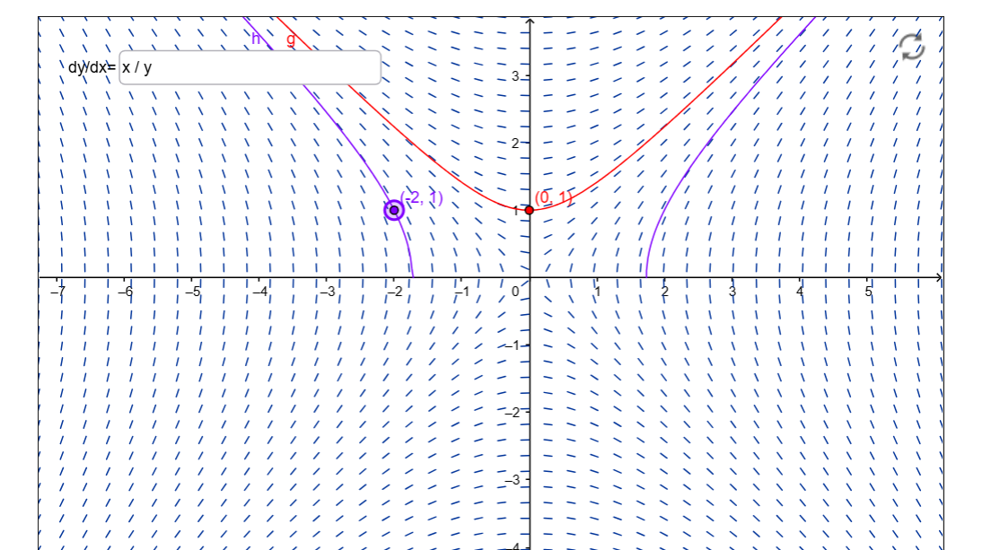 h g
dy/dx= x / y
3
2
(-2, 1) (0, 1)
1
–7 –6 –5 –4 –3 –2 –1 0 1 2 3 4 5
–1
–2
–3
–4